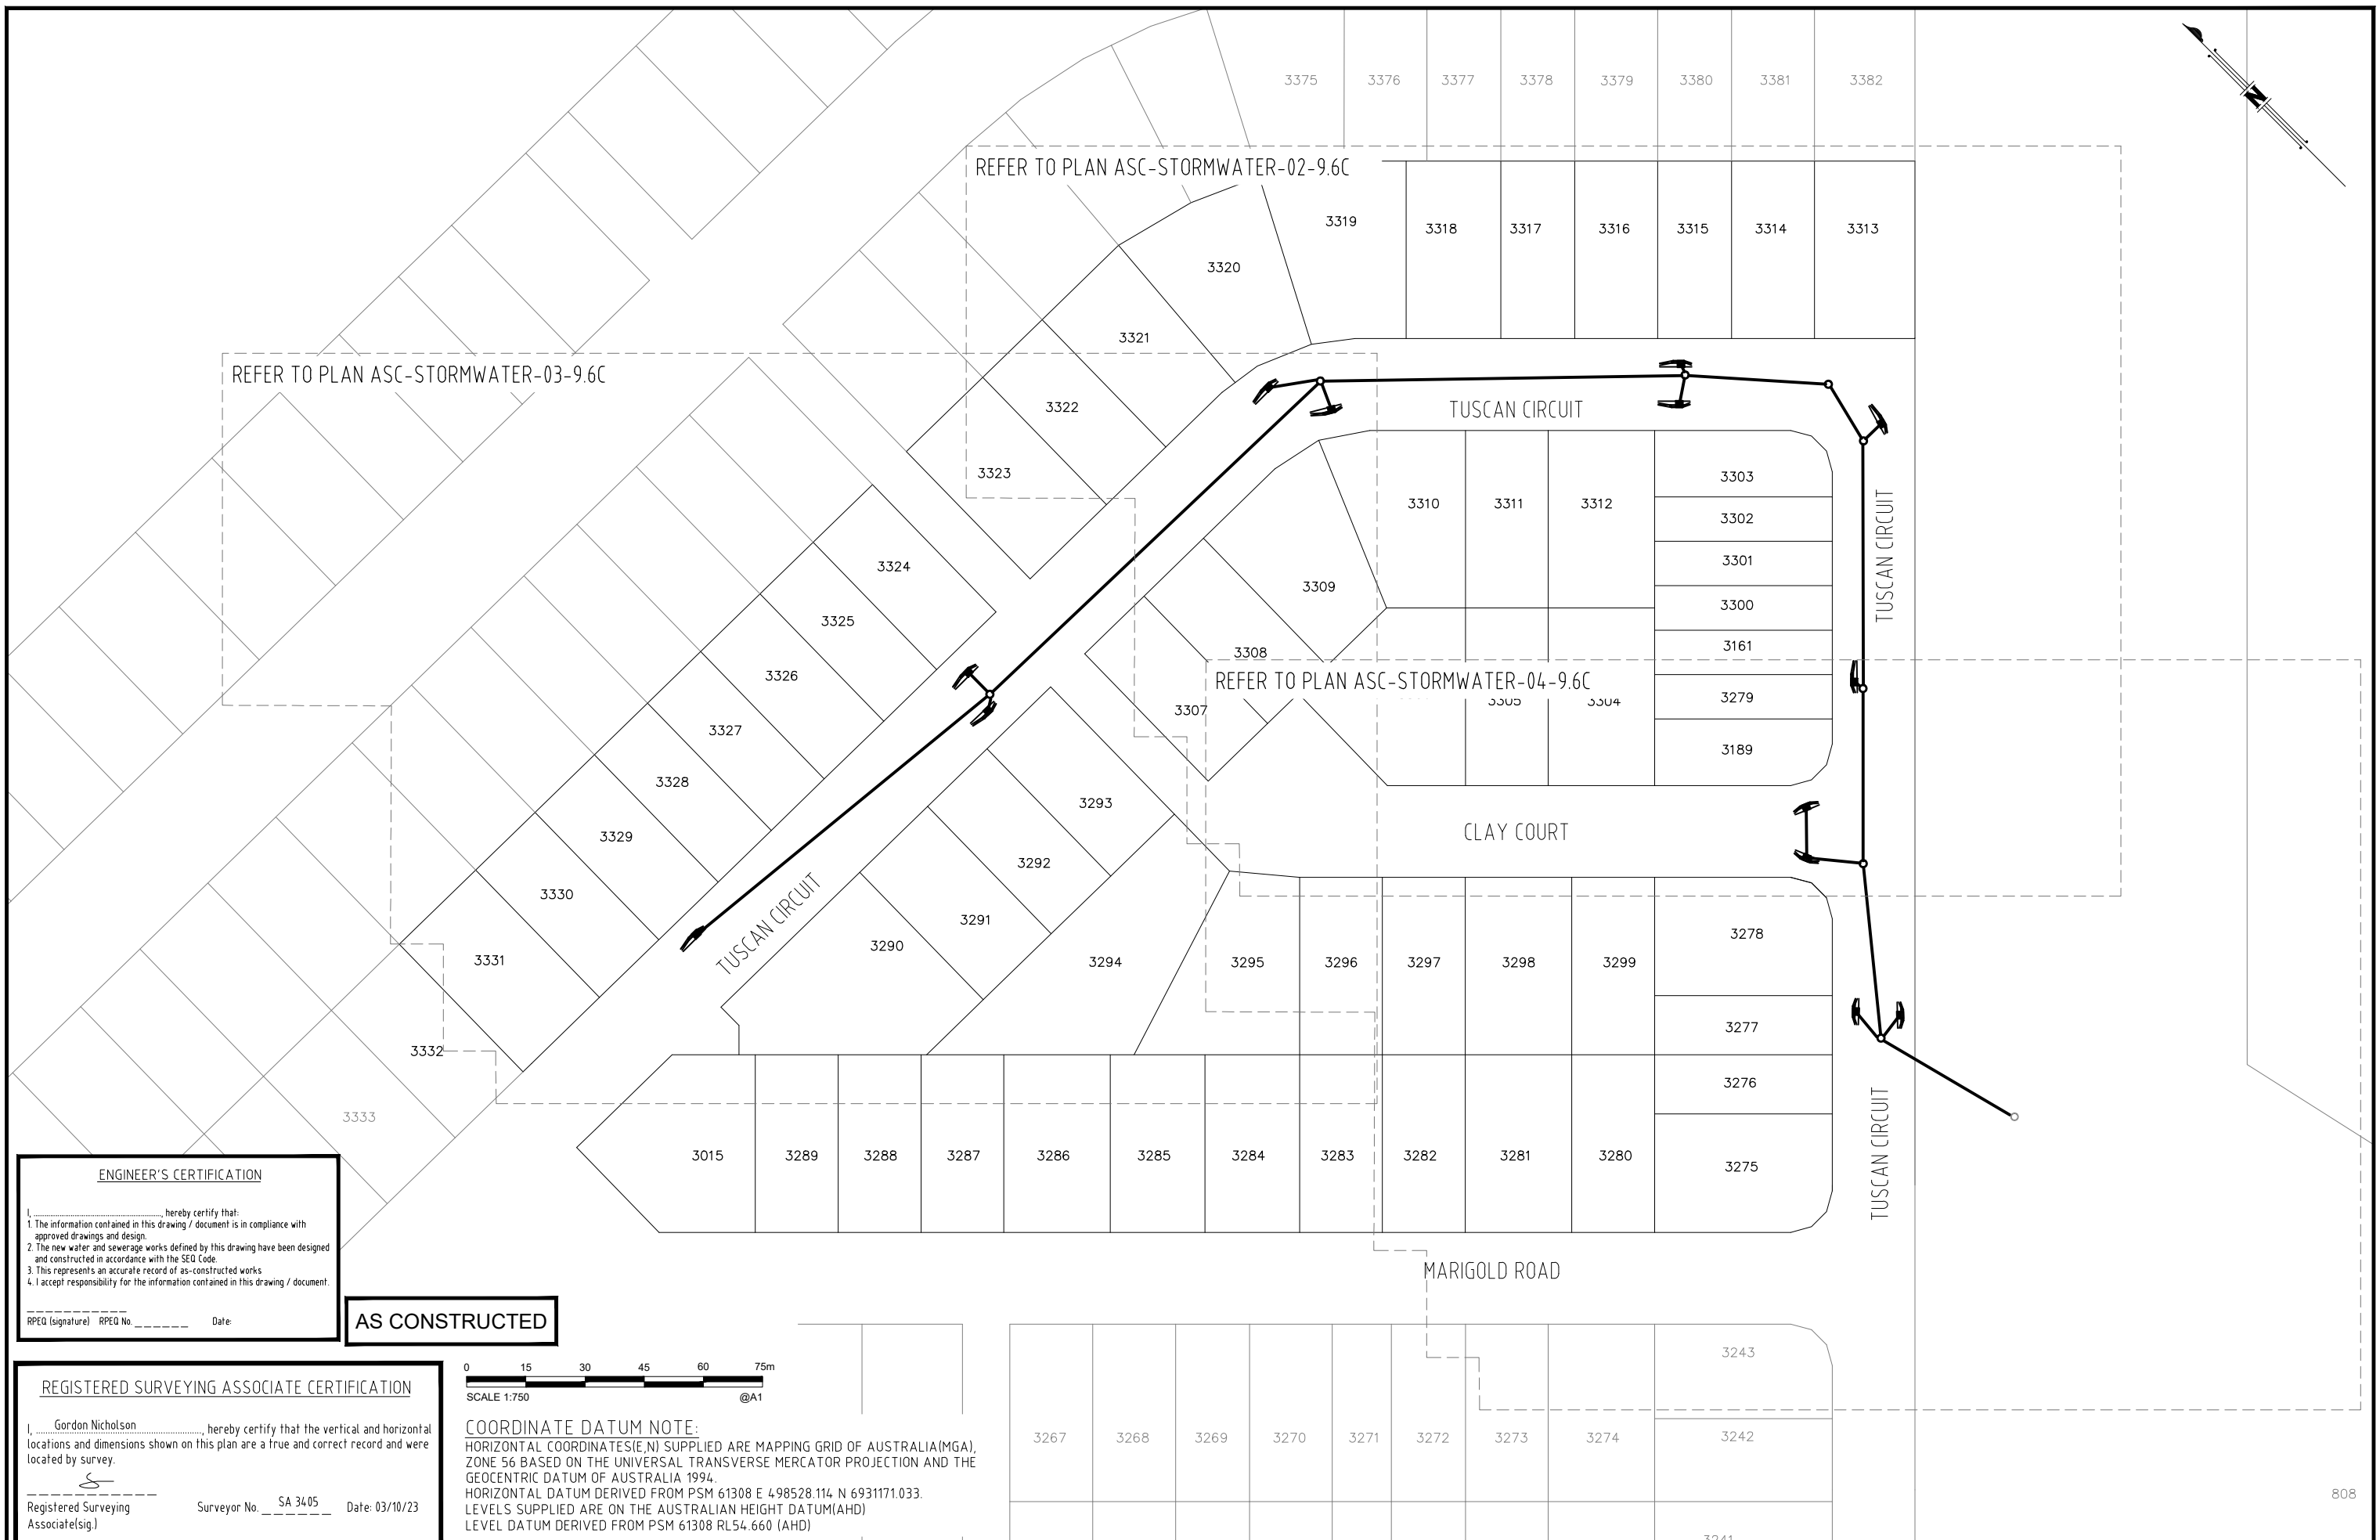 3375 3376 3377 3378 3379 3380 3381 3382
N
REFER TO PLAN ASC-STORMWATER-02-9.6C
3319 3318 3317 3316 3315 3314 3313
3320
3321
REFER TO PLAN ASC-STORMWATER-03-9.6C
3322
TUSCAN CIRCUIT
3323
3310 3311 3312
3303
3302
3301
3300
3161
3279
3189
TUSCAN CIRCUIT
3324
3325
3326
3327
3328
3329
3330
3331
3332
3333
3309
3308
3307
REFER TO PLAN ASC-STORMWATER-04-9.6C
3305 3304
CLAY COURT
3293
3292
3291
3290
TUSCAN CIRCUIT
3294 3295 3296 3297 3298 3299
3278
3277
3276
3275
TUSCAN CIRCUIT
3015 3289 3288 3287 3286 3285 3284 3283 3282 3281 3280
MARIGOLD ROAD
3243
3242
3241
3267 3268 3269 3270 3271 3272 3273 3274
808
ENGINEER'S CERTIFICATION
I, ............, hereby certify that:
1. The information contained in this drawing / document is in compliance with
approved drawings and design.
2. The new water and sewerage works defined by this drawing have been designed
and constructed in accordance with the SEQ Code.
3. This represents an accurate record of as-constructed works
4. I accept responsibility for the information contained in this drawing / document.
RPEQ (signature) RPEQ No. ______ Date:
AS CONSTRUCTED
REGISTERED SURVEYING ASSOCIATE CERTIFICATION
I, Gordon Nicholson, hereby certify that the vertical and horizontal
locations and dimensions shown on this plan are a true and correct record and were
located by survey.
Registered Surveying Surveyor No. SA 3405 Date: 03/10/23
Associate(sig.)
0 15 30 45 60 75m
SCALE 1:750 @A1
COORDINATE DATUM NOTE:
HORIZONTAL COORDINATES(E,N) SUPPLIED ARE MAPPING GRID OF AUSTRALIA(MGA),
ZONE 56 BASED ON THE UNIVERSAL TRANSVERSE MERCATOR PROJECTION AND THE
GEOCENTRIC DATUM OF AUSTRALIA 1994.
HORIZONTAL DATUM DERIVED FROM PSM 61308 E 498528.114 N 6931171.033.
LEVELS SUPPLIED ARE ON THE AUSTRALIAN HEIGHT DATUM(AHD)
LEVEL DATUM DERIVED FROM PSM 61308 RL54.660 (AHD)